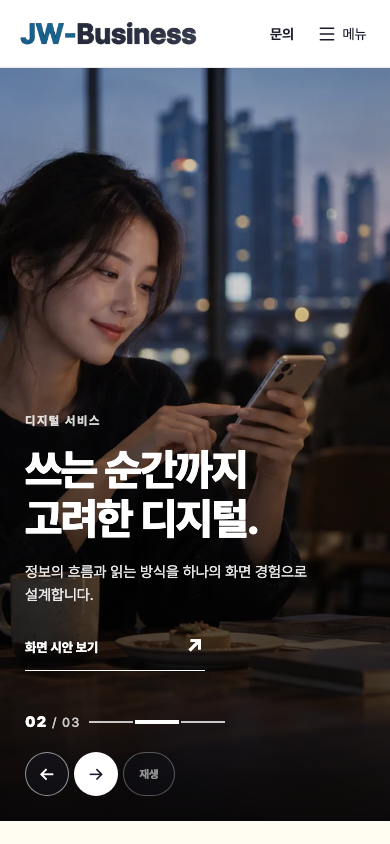 JW-Business
문의
메뉴
디지털 서비스
쓰는 순간까지
고려한 디지털.
정보의 흐름과 읽는 방식을 하나의 화면 경험으로
설계합니다.
화면 시안 보기
02 / 03
재생